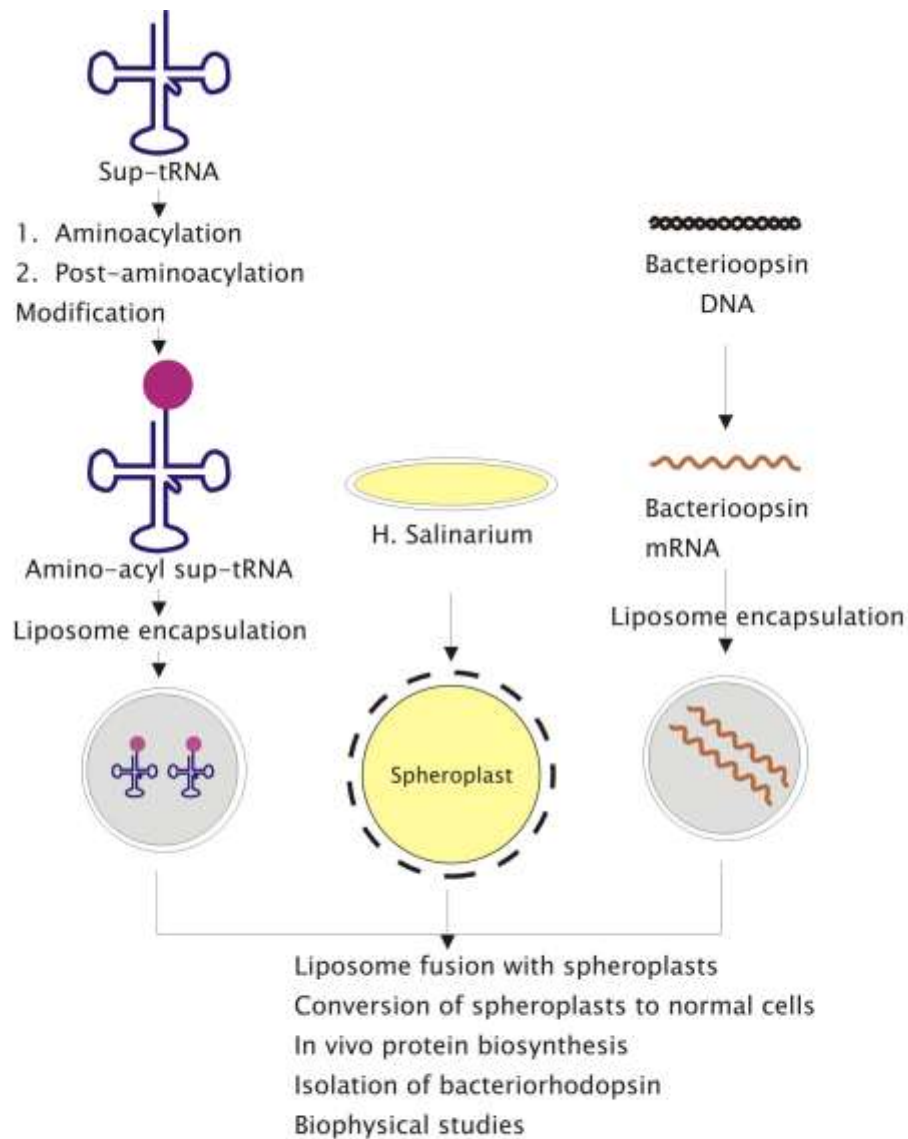 Sup-tRNA
1. Aminoacylation
2. Post-aminoacylation
Modification
Amino-acyl sup-tRNA
Liposome encapsulation
H. Salinarium
Spheroplast
Bacterioopsin
DNA
Bacterioopsin
mRNA
Liposome encapsulation
Liposome fusion with spheroplasts
Conversion of spheroplasts to normal cells
In vivo protein biosynthesis
Isolation of bacteriorhodopsin
Biophysical studies